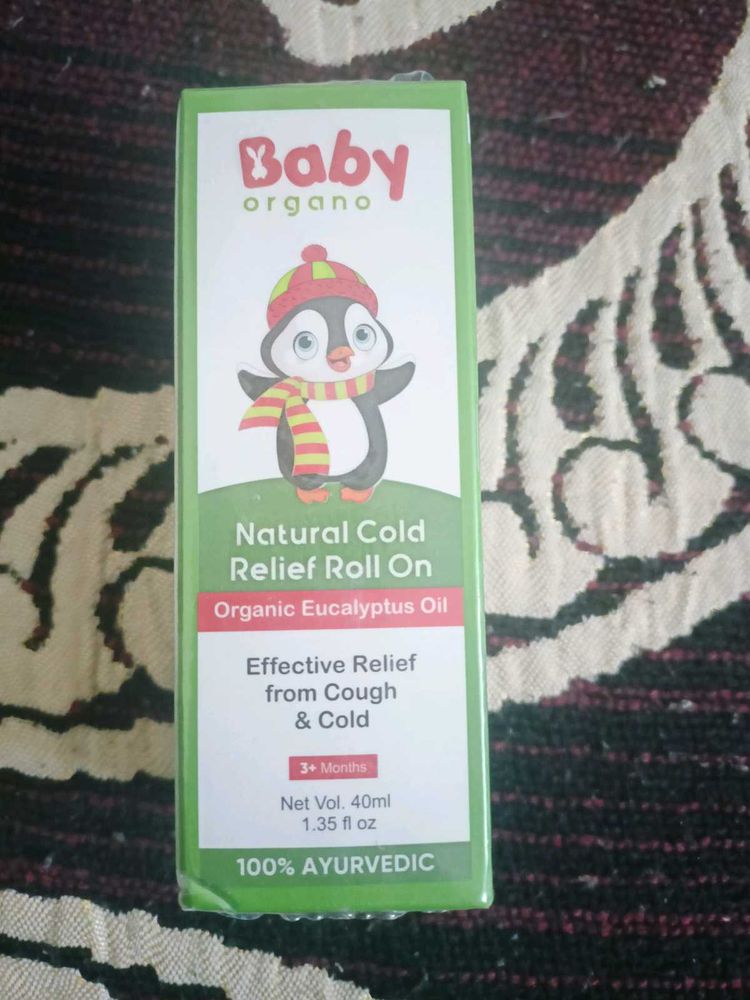 Baby
organo
Natural Cold
Relief Roll On
Organic Eucalyptus Oil
Effective Relief
from Cough
& Cold
3+ Months
Net Vol. 40ml
1.35 fl oz
100% AYURVEDIC